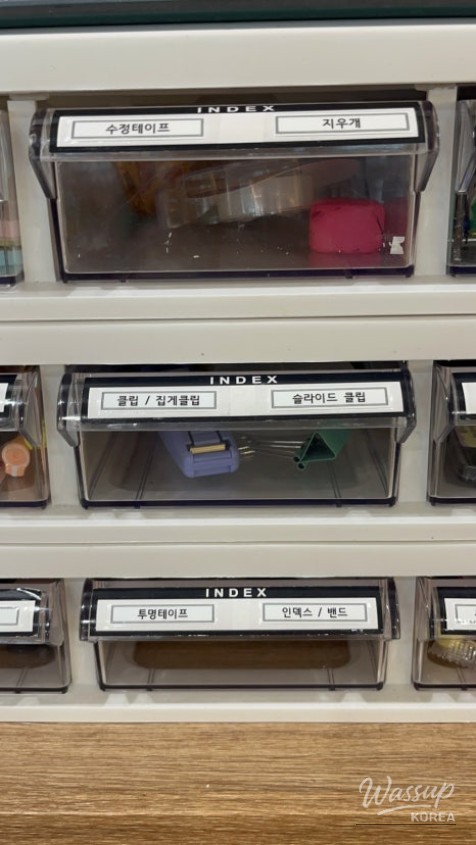 INDEX
수정테이프 지우개
INDEX
클립 / 집게클립 슬라이드 클립
INDEX
투명테이프 인덱스 / 밴드
Wassup
KOREA